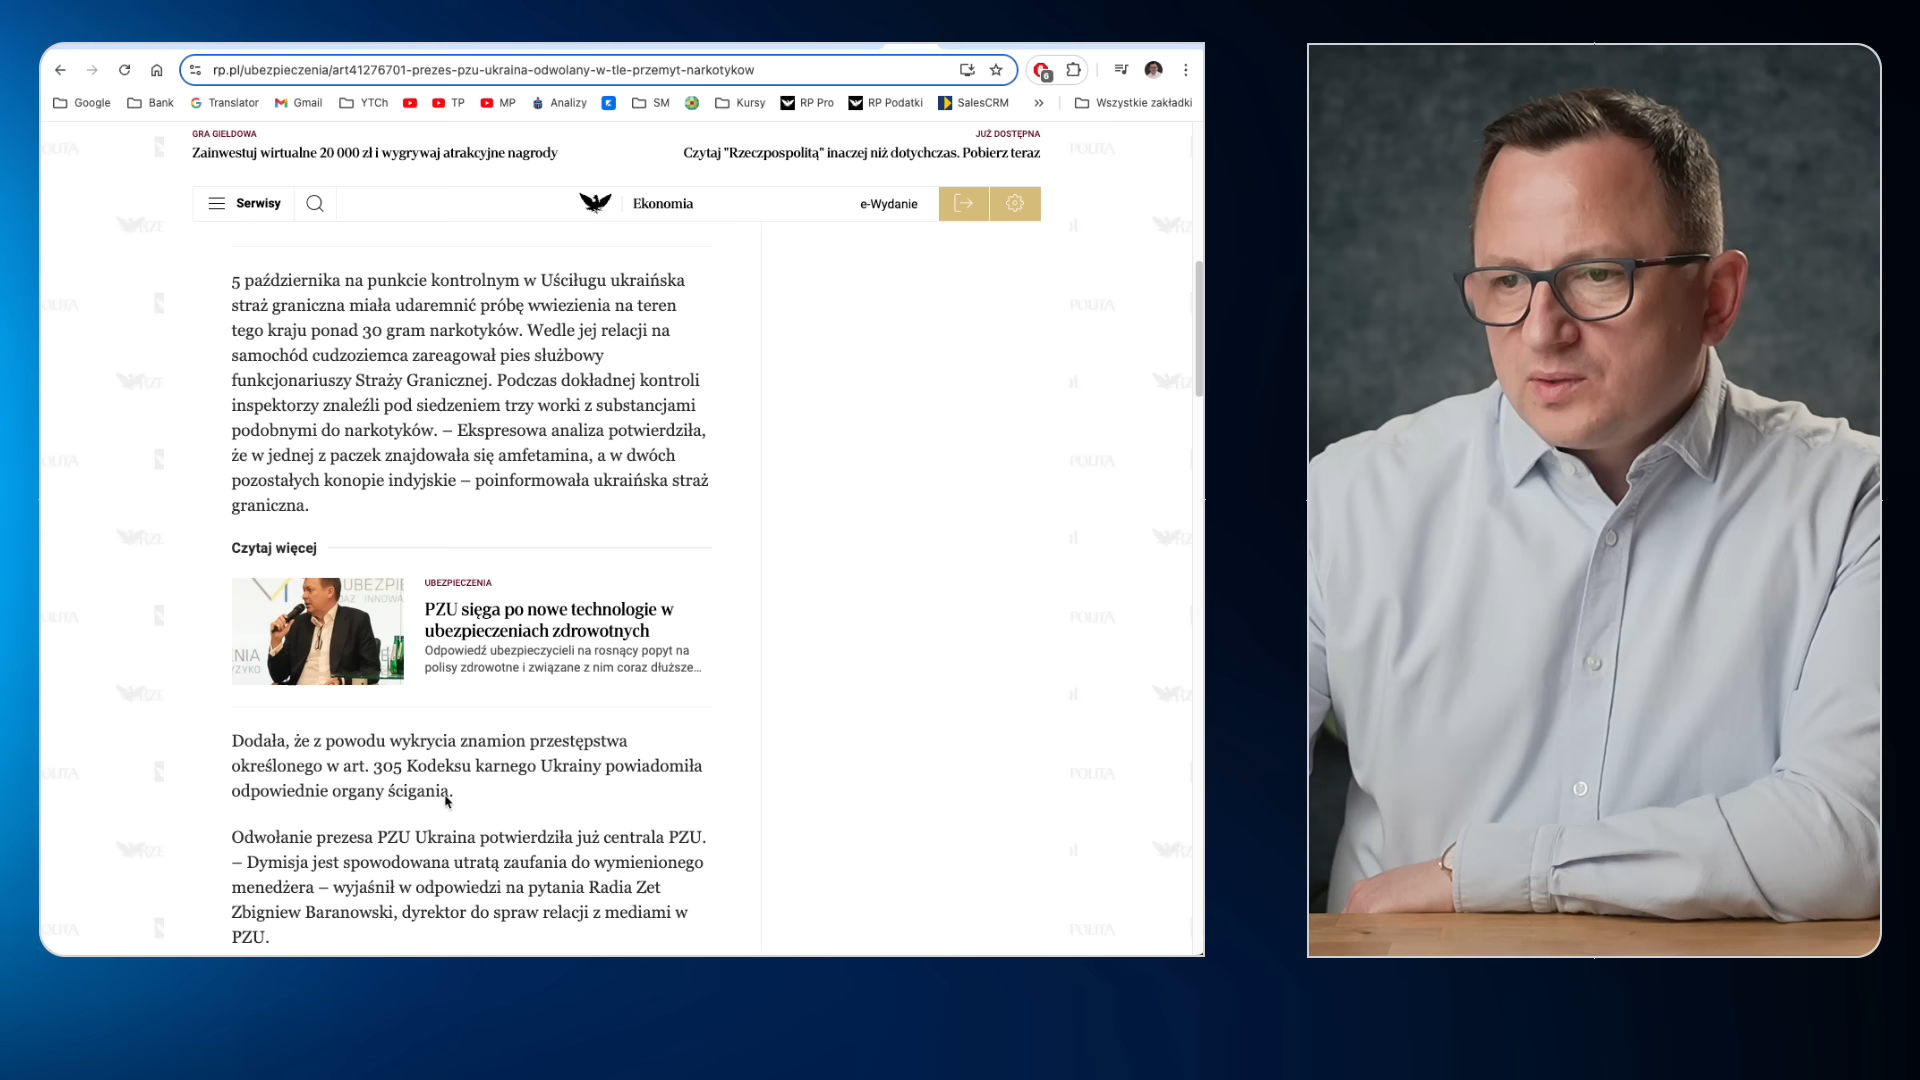 rp.pl/ubezpieczenia/art41276701-prezes-pzu-ukraina-odwolany-w-tle-przemyt-narkotykow
6
Google Bank Translator Gmail YTCh TP MP Analizy SM Kursy RP Pro RP Podatki SalesCRM » Wszystkie zakładki
GRA GIEŁDOWA
Zainwestuj wirtualne 20 000 zł i wygrywaj atrakcyjne nagrody
JUŻ DOSTĘPNA
Czytaj "Rzeczpospolitą" inaczej niż dotychczas. Pobierz teraz
Serwisy Ekonomia e-Wydanie
5 października na punkcie kontrolnym w Uściługu ukraińska
straż graniczna miała udaremnić próbę wwiezienia na teren
tego kraju ponad 30 gram narkotyków. Wedle jej relacji na
samochód cudzoziemca zareagował pies służbowy
funkcjonariuszy Straży Granicznej. Podczas dokładnej kontroli
inspektorzy znaleźli pod siedzeniem trzy worki z substancjami
podobnymi do narkotyków. – Ekspresowa analiza potwierdziła,
że w jednej z paczek znajdowała się amfetamina, a w dwóch
pozostałych konopie indyjskie – poinformowała ukraińska straż
graniczna.
Czytaj więcej
UBEZPIECZENIA
PZU sięga po nowe technologie w
ubezpieczeniach zdrowotnych
Odpowiedź ubezpieczycieli na rosnący popyt na
polisy zdrowotne i związane z nim coraz dłuższe...
Dodała, że z powodu wykrycia znamion przestępstwa
określonego w art. 305 Kodeksu karnego Ukrainy powiadomiła
odpowiednie organy ścigania.
Odwołanie prezesa PZU Ukraina potwierdziła już centrala PZU.
– Dymisja jest spowodowana utratą zaufania do wymienionego
menedżera – wyjaśnił w odpowiedzi na pytania Radia Zet
Zbigniew Baranowski, dyrektor do spraw relacji z mediami w
PZU.